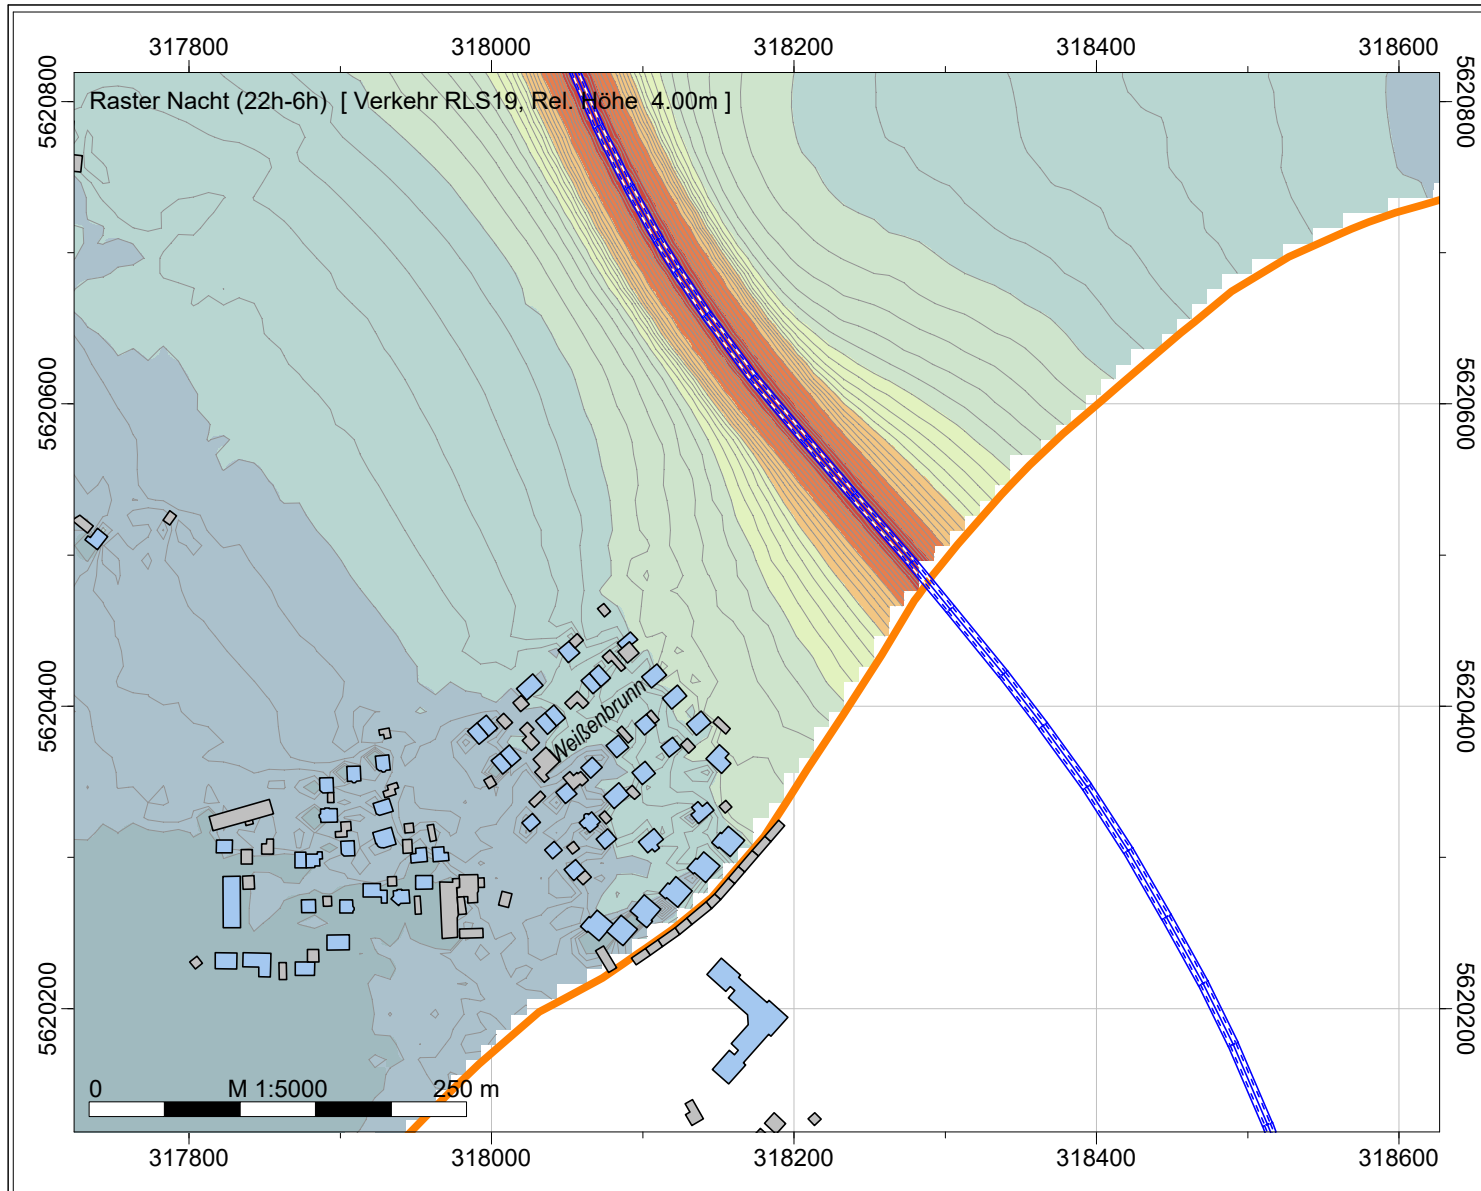 317800 318000 318200 318400 318600
5620800 5620800
Raster Nacht (22h-6h) [ Verkehr RLS19, Rel. Höhe 4.00m ]
5620600 5620600
5620400 5620400
Weißenbrunn
5620200 5620200
0 M 1:5000 250 m
317800 318000 318200 318400 318600